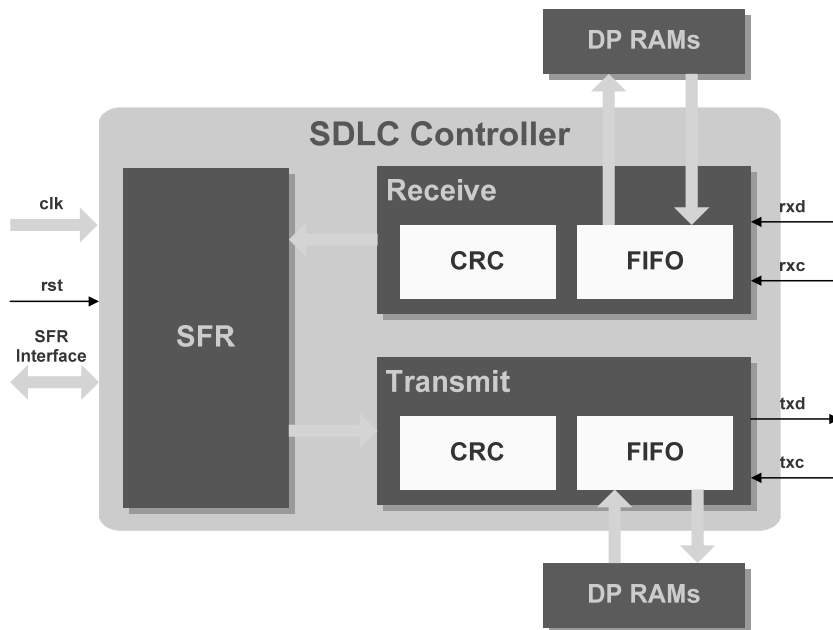 DP RAMs
SDLC Controller
clk
rst
SFR
Interface
SFR
Receive
CRC
FIFO
rxd
rxc
Transmit
CRC
FIFO
txd
txc
DP RAMs